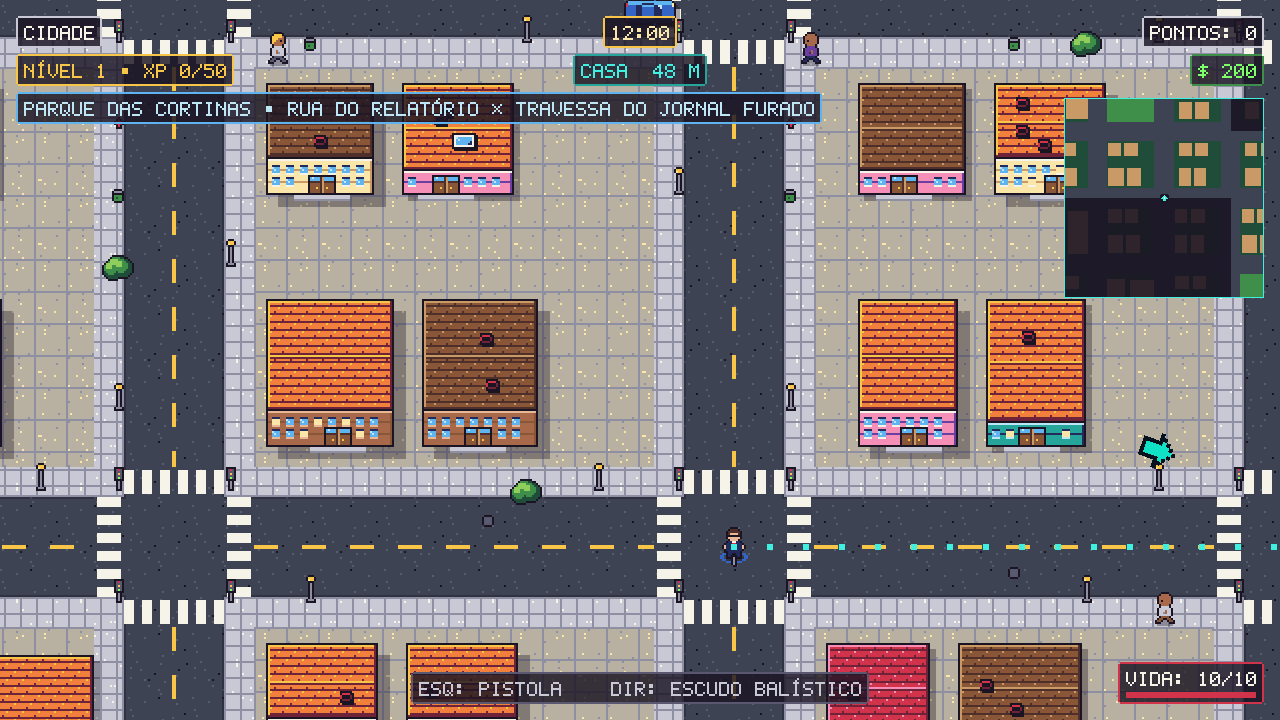 CIDADE
12:00
PONTOS: 0
NÍVEL 1 • XP 0/50
CASA 48 M
$ 200
PARQUE DAS CORTINAS • RUA DO RELATÓRIO × TRAVESSA DO JORNAL FURADO
ESQ: PISTOLA DIR: ESCUDO BALÍSTICO
VIDA: 10/10